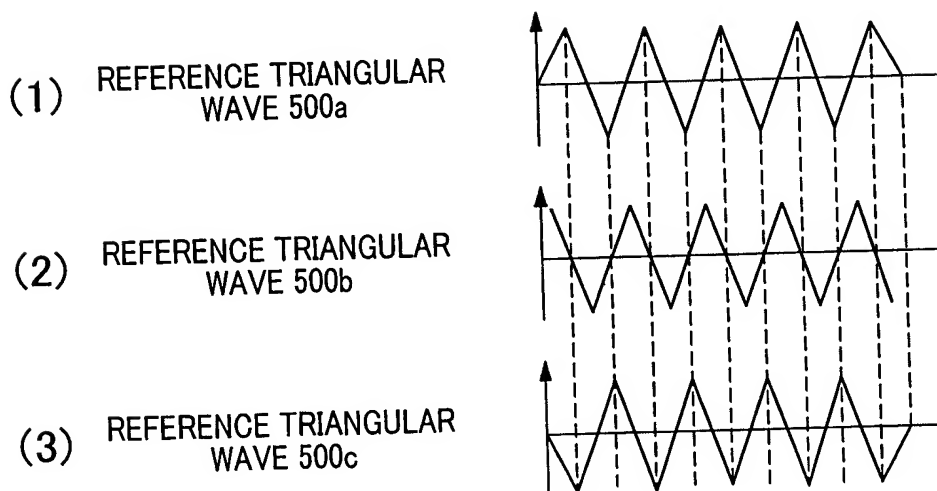 (1) REFERENCE TRIANGULAR
WAVE 500a
(2) REFERENCE TRIANGULAR
WAVE 500b
(3) REFERENCE TRIANGULAR
WAVE 500c